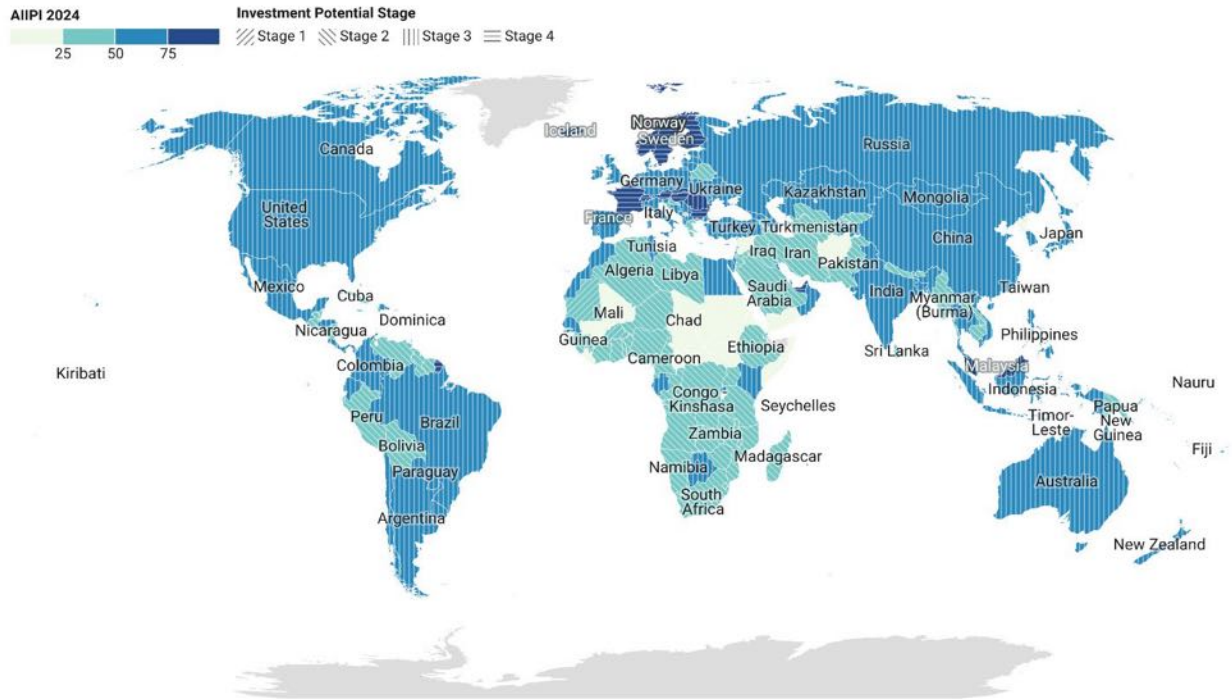 AIIPI 2024
Investment Potential Stage
Stage 1 Stage 2 Stage 3 Stage 4
25 50 75
Iceland
Norway
Sweden
Canada
Russia
Germany
Ukraine
Kazakhstan
Mongolia
United
States
France
Italy
Turkey
Turkmenistan
China
Japan
Tunisia
Iraq
Iran
Pakistan
Algeria
Libya
Saudi
Arabia
India
Myanmar
(Burma)
Taiwan
Mexico
Cuba
Dominica
Mali
Chad
Philippines
Nicaragua
Guinea
Ethiopia
Cameroon
Sri Lanka
Colombia
Malaysia
Kiribati
Indonesia
Nauru
Congo
Kinshasa
Seychelles
Peru
Brazil
Timor-
Leste
Papua
New
Guinea
Bolivia
Zambia
Madagascar
Fiji
Paraguay
Namibia
Australia
South
Africa
Argentina
New Zealand